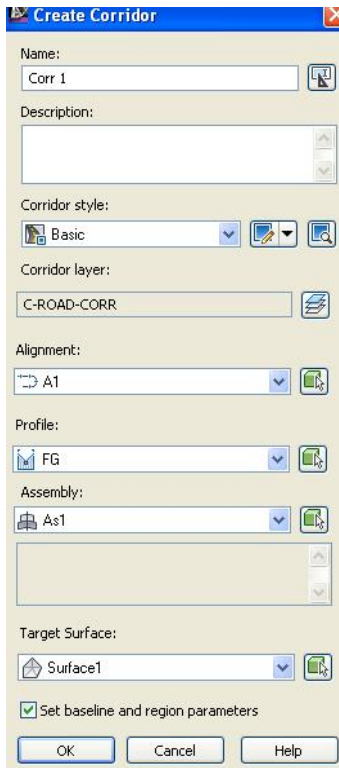 Create Corridor
Name:
Corr 1
Description:
Corridor style:
Basic
Corridor layer:
C-ROAD-CORR
Alignment:
A1
Profile:
FG
Assembly:
As1
Target Surface:
Surface1
Set baseline and region parameters
OK Cancel Help